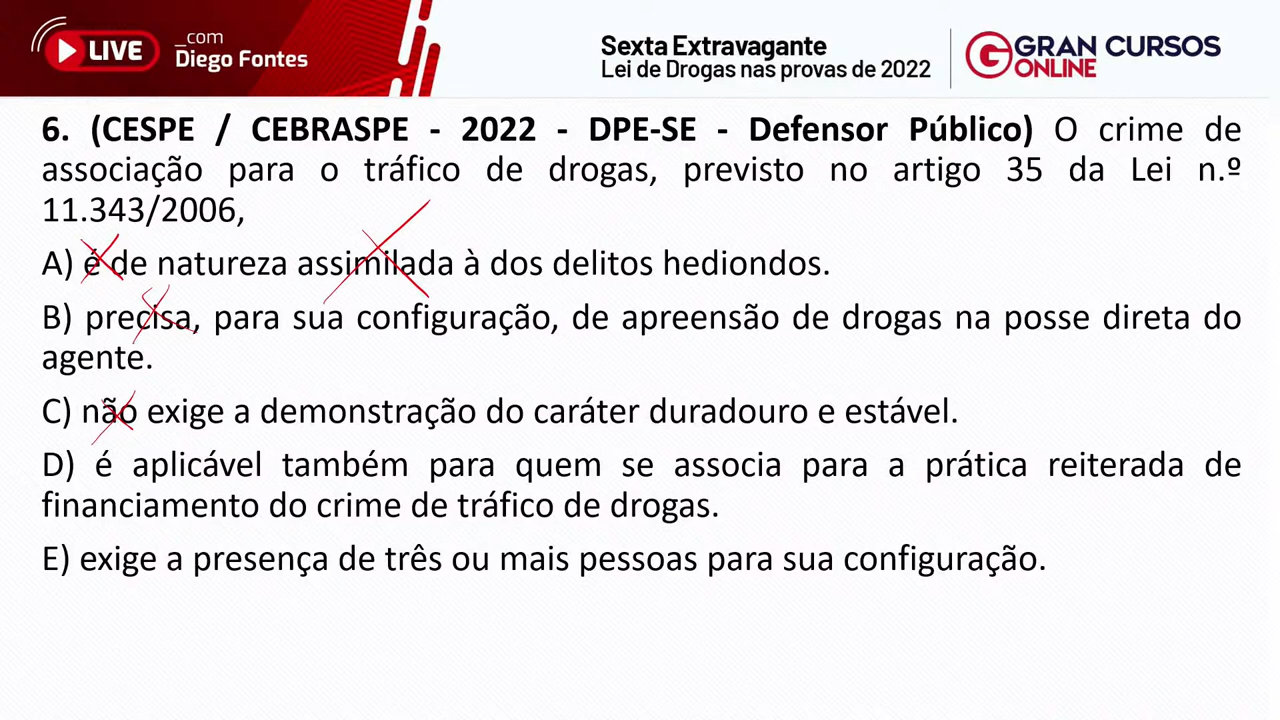 LIVE
_com
Diego Fontes
Sexta Extravagante
Lei de Drogas nas provas de 2022
GRAN CURSOS
ONLINE
6. (CESPE / CEBRASPE - 2022 - DPE-SE - Defensor Público) O crime de
associação para o tráfico de drogas, previsto no artigo 35 da Lei n.º
11.343/2006,
A) é de natureza assimilada à dos delitos hediondos.
B) precisa, para sua configuração, de apreensão de drogas na posse direta do
agente.
C) não exige a demonstração do caráter duradouro e estável.
D) é aplicável também para quem se associa para a prática reiterada de
financiamento do crime de tráfico de drogas.
E) exige a presença de três ou mais pessoas para sua configuração.